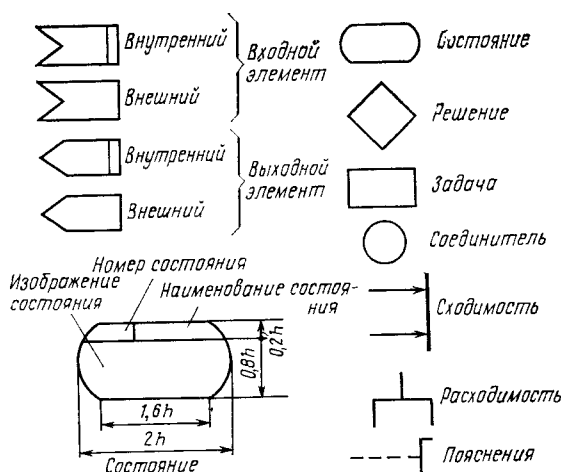 Внутренний
Внешний
Входной
элемент
Внутренний
Внешний
Выходной
элемент
Состояние
Решение
Задача
Соединитель
Сходимость
Расходимость
Пояснения
Номер состояния
Изображение
состояния
Наименование состоя-
ния
0,8h
0,2h
1,6h
2h
Состояние